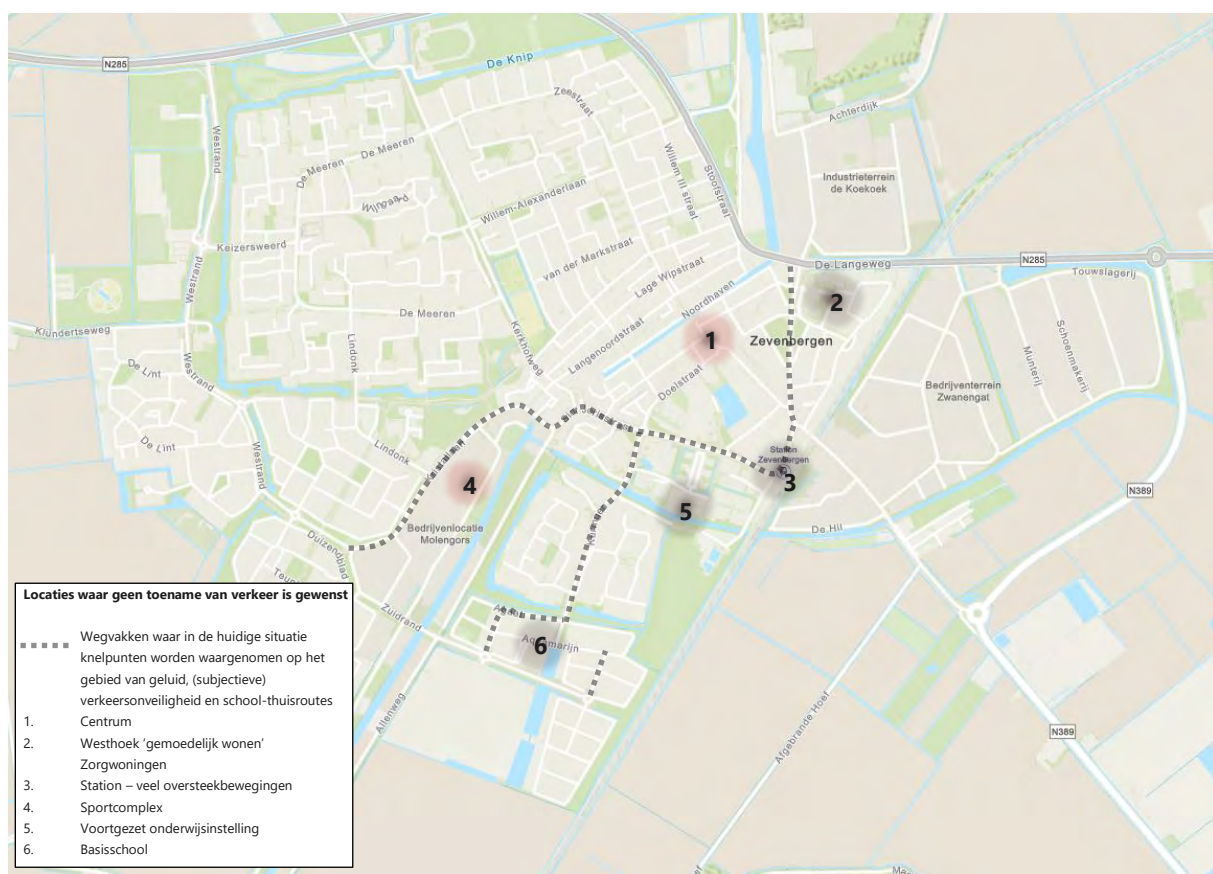 N285
De Knip
Zeestraat
Achterdijk
Westrand
De Meeren
De Meeren
Willem III straat
Stoofstraat
Industrieterrein
de Koekoek
Wijngaerd
Willem-Alexanderlaan
Keizersweerd
van der Markstraat
De Langeweg
N285
Touwslagerij
Westrand
Lage Wipstraat
Noordhaven
2
Klundertseweg
De Meeren
Lindonk
Kerkhofweg
Langenoordstraat
1
Zevenbergen
Schoenmakerij
Munterij
De Lint
Westrand
Doelstraat
Bedrijventerrein
Zwanengat
De Lint
Lindonk
Station
Zevenbergen
3
4
5
N389
Westrand
Bedrijvenlocatie
Molengors
De Hil
Duizendblad
Zuidrand
6
Allenweg
Afgebrande Hoef
N389
Locaties waar geen toename van verkeer is gewenst
Wegvakken waar in de huidige situatie
knelpunten worden waargenomen op het
gebied van geluid, (subjectieve)
verkeersonveiligheid en school-thuisroutes
1. Centrum
2. Westhoek ‘gemoedelijk wonen’
Zorgwoningen
3. Station – veel oversteekbewegingen
4. Sportcomplex
5. Voortgezet onderwijsinstelling
6. Basisschool